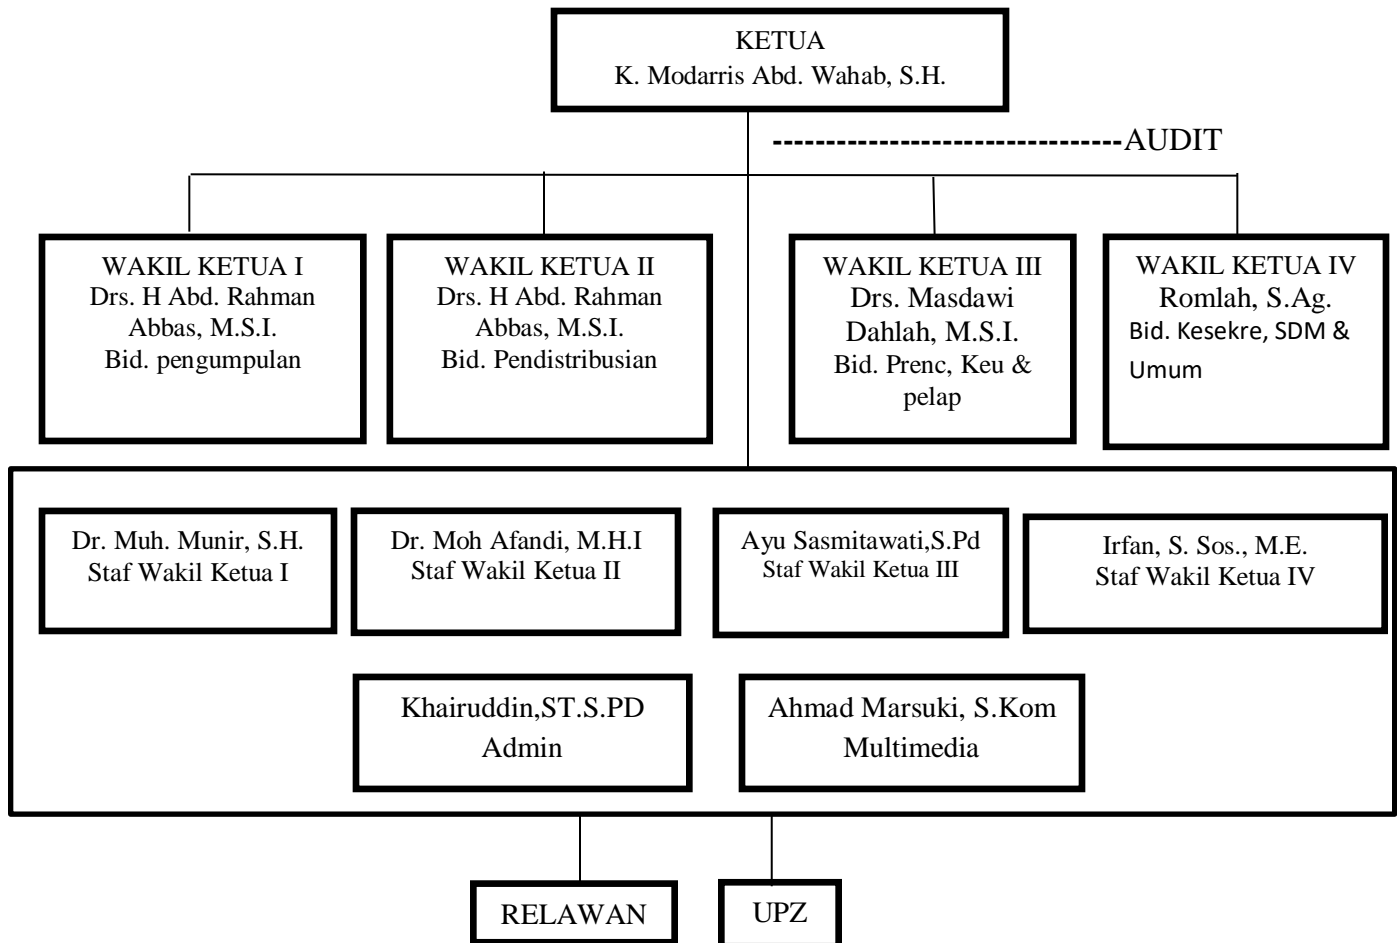 KETUA
K. Modarris Abd. Wahab, S.H.
AUDIT
WAKIL KETUA I
Drs. H Abd. Rahman
Abbas, M.S.I.
Bid. pengumpulan
WAKIL KETUA II
Drs. H Abd. Rahman
Abbas, M.S.I.
Bid. Pendistribusian
WAKIL KETUA III
Drs. Masdawi
Dahlah, M.S.I.
Bid. Prenc, Keu &
pelap
WAKIL KETUA IV
Romlah, S.Ag.
Bid. Kesekre, SDM &
Umum
Dr. Muh. Munir, S.H.
Staf Wakil Ketua I
Dr. Moh Afandi, M.H.I
Staf Wakil Ketua II
Ayu Sasmitawati,S.Pd
Staf Wakil Ketua III
Irfan, S. Sos., M.E.
Staf Wakil Ketua IV
Khairuddin,ST.S.PD
Admin
Ahmad Marsuki, S.Kom
Multimedia
RELAWAN
UPZ